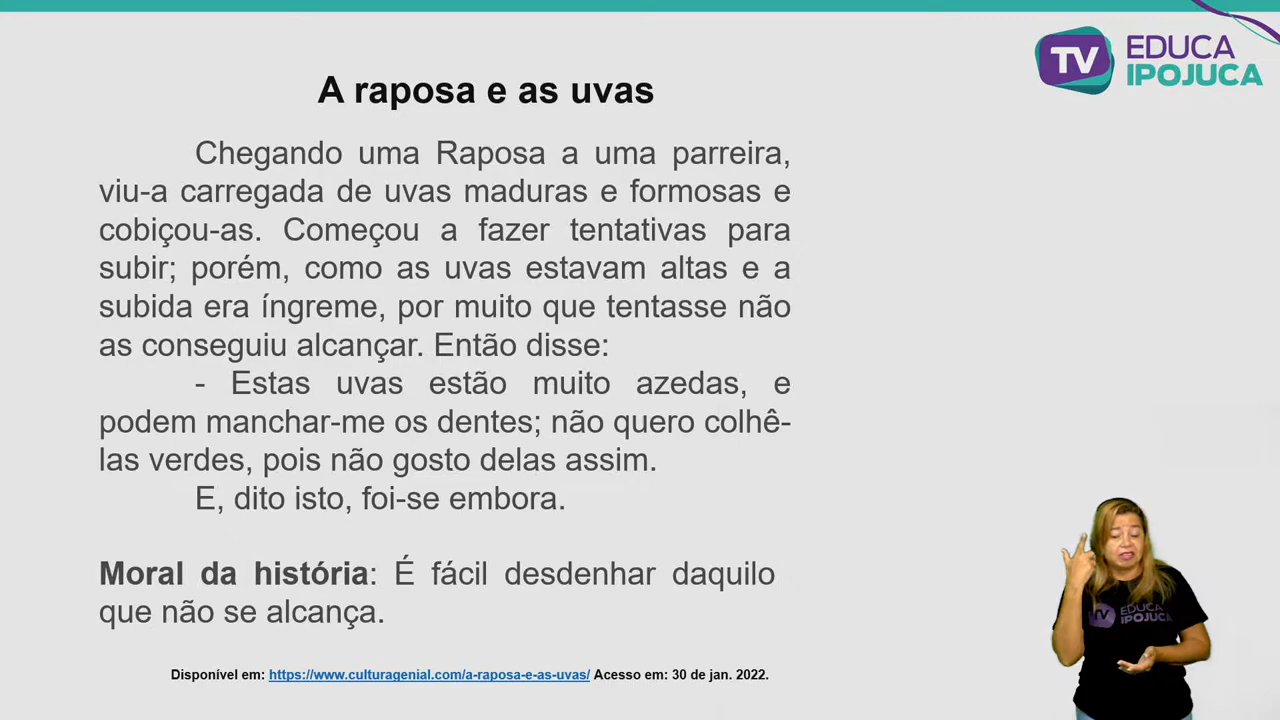 TV EDUCA
IPOJUCA
A raposa e as uvas
Chegando uma Raposa a uma parreira,
viu-a carregada de uvas maduras e formosas e
cobiçou-as. Começou a fazer tentativas para
subir; porém, como as uvas estavam altas e a
subida era íngreme, por muito que tentasse não
as conseguiu alcançar. Então disse:
- Estas uvas estão muito azedas, e
podem manchar-me os dentes; não quero colhê-
las verdes, pois não gosto delas assim.
E, dito isto, foi-se embora.
Moral da história: É fácil desdenhar daquilo
que não se alcança.
Disponível em: https://www.culturagenial.com/a-raposa-e-as-uvas/ Acesso em: 30 de jan. 2022.
TV EDUCA
IPOJUCA